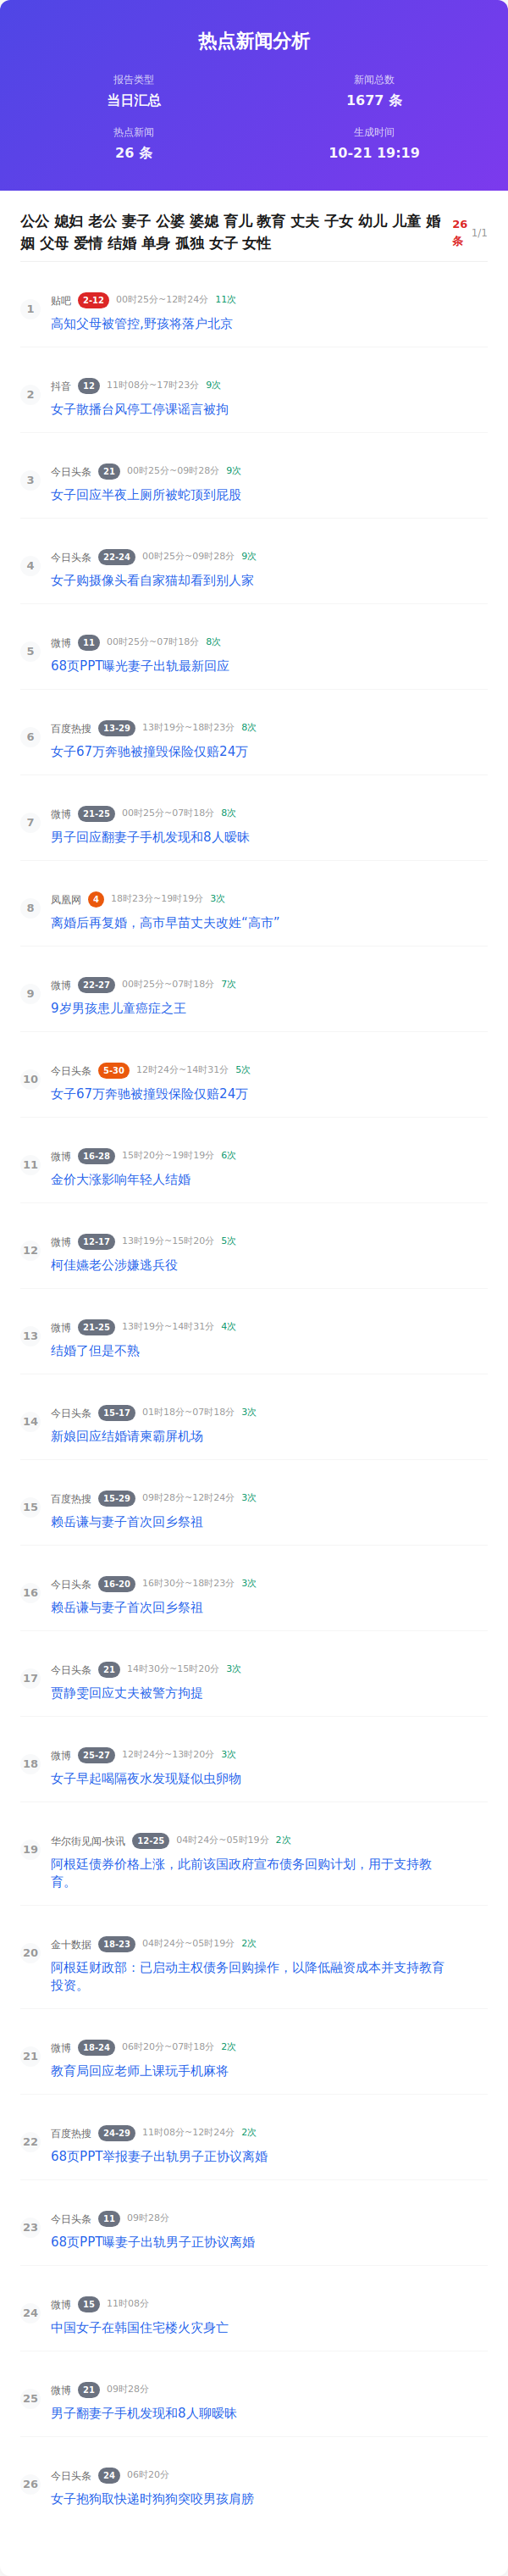 热点新闻分析
报告类型
当日汇总
新闻总数
1677 条
热点新闻
26 条
生成时间
10-21 19:19
公公 媳妇 老公 妻子 公婆 婆媳 育儿 教育 丈夫 子女 幼儿 儿童 婚
姻 父母 爱情 结婚 单身 孤独 女子 女性
26
条
1/1
1
贴吧 2-12 00时25分~12时24分 11次
高知父母被管控,野孩将落户北京
2
抖音 12 11时08分~17时23分 9次
女子散播台风停工停课谣言被拘
3
今日头条 21 00时25分~09时28分 9次
女子回应半夜上厕所被蛇顶到屁股
4
今日头条 22-24 00时25分~09时28分 9次
女子购摄像头看自家猫却看到别人家
5
微博 11 00时25分~07时18分 8次
68页PPT曝光妻子出轨最新回应
6
百度热搜 13-29 13时19分~18时23分 8次
女子67万奔驰被撞毁保险仅赔24万
7
微博 21-25 00时25分~07时18分 8次
男子回应翻妻子手机发现和8人暧昧
8
凤凰网 4 18时23分~19时19分 3次
离婚后再复婚，高市早苗丈夫改姓“高市”
9
微博 22-27 00时25分~07时18分 7次
9岁男孩患儿童癌症之王
10
今日头条 5-30 12时24分~14时31分 5次
女子67万奔驰被撞毁保险仅赔24万
11
微博 16-28 15时20分~19时19分 6次
金价大涨影响年轻人结婚
12
微博 12-17 13时19分~15时20分 5次
柯佳嬿老公涉嫌逃兵役
13
微博 21-25 13时19分~14时31分 4次
结婚了但是不熟
14
今日头条 15-17 01时18分~07时18分 3次
新娘回应结婚请柬霸屏机场
15
百度热搜 15-29 09时28分~12时24分 3次
赖岳谦与妻子首次回乡祭祖
16
今日头条 16-20 16时30分~18时23分 3次
赖岳谦与妻子首次回乡祭祖
17
今日头条 21 14时30分~15时20分 3次
贾静雯回应丈夫被警方拘提
18
微博 25-27 12时24分~13时20分 3次
女子早起喝隔夜水发现疑似虫卵物
19
华尔街见闻-快讯 12-25 04时24分~05时19分 2次
阿根廷债券价格上涨，此前该国政府宣布债务回购计划，用于支持教
育。
20
金十数据 18-23 04时24分~05时19分 2次
阿根廷财政部：已启动主权债务回购操作，以降低融资成本并支持教育
投资。
21
微博 18-24 06时20分~07时18分 2次
教育局回应老师上课玩手机麻将
22
百度热搜 24-29 11时08分~12时24分 2次
68页PPT举报妻子出轨男子正协议离婚
23
今日头条 11 09时28分
68页PPT曝妻子出轨男子正协议离婚
24
微博 15 11时08分
中国女子在韩国住宅楼火灾身亡
25
微博 21 09时28分
男子翻妻子手机发现和8人聊暧昧
26
今日头条 24 06时20分
女子抱狗取快递时狗狗突咬男孩肩膀